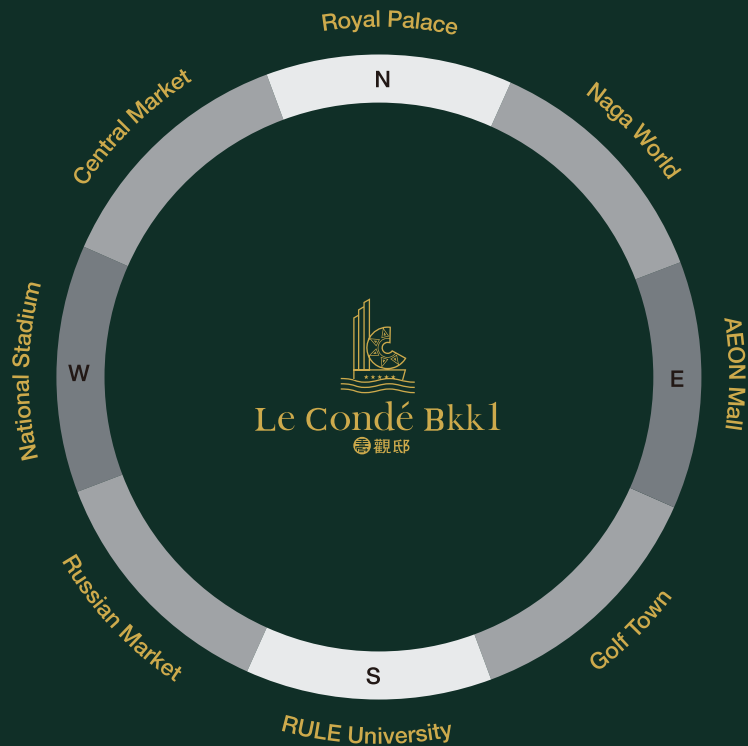 Royal Palace
N
Central Market
Naga World
National Stadium
W
E
AEON Mall
Le Condé Bkk1
壹觀邸
Russian Market
Golf Town
S
RULE University